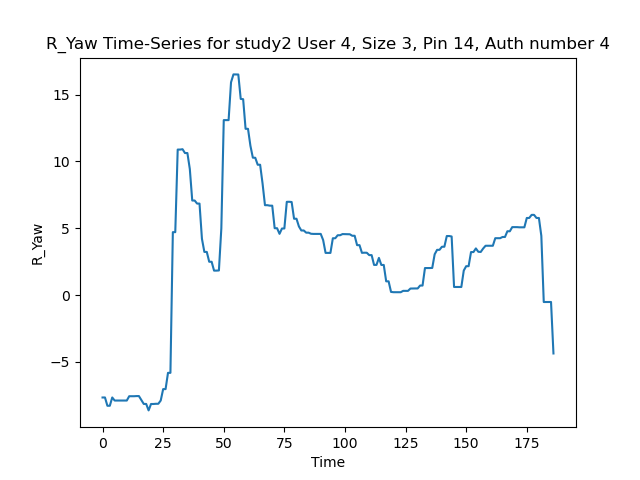 R_Yaw Time-Series for study2 User 4, Size 3, Pin 14, Auth number 4
15
10
5
0
−5
R_Yaw
0 25 50 75 100 125 150 175
Time